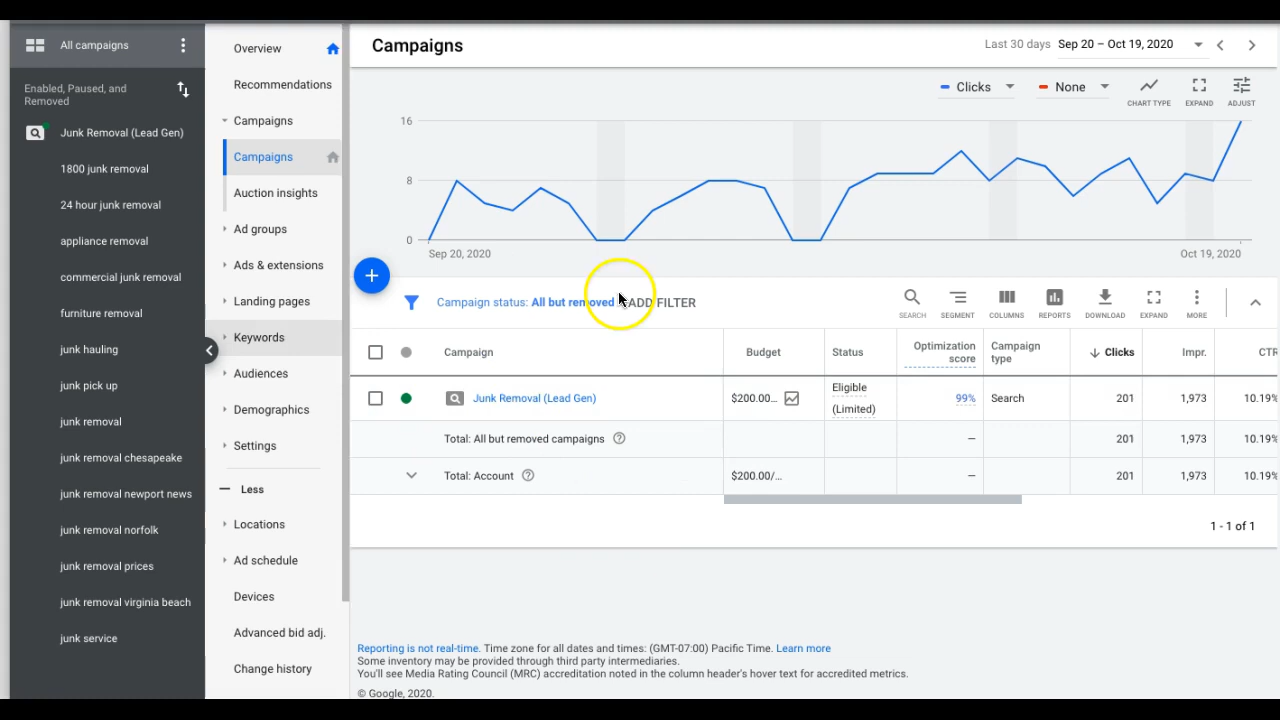 All campaigns
Enabled, Paused, and
Removed
Junk Removal (Lead Gen)
1800 junk removal
24 hour junk removal
appliance removal
commercial junk removal
furniture removal
junk hauling
junk pick up
junk removal
junk removal chesapeake
junk removal newport news
junk removal norfolk
junk removal prices
junk removal virginia beach
junk service
Overview
Recommendations
Campaigns
Campaigns
Auction insights
Ad groups
Ads & extensions
Landing pages
Keywords
Audiences
Demographics
Settings
Less
Locations
Ad schedule
Devices
Advanced bid adj.
Change history
Campaigns
Last 30 days Sep 20 – Oct 19, 2020
Clicks
None
CHART TYPE
EXPAND
ADJUST
16
8
0
Sep 20, 2020
Oct 19, 2020
Campaign status: All but removed
ADD FILTER
SEARCH
SEGMENT
COLUMNS
REPORTS
DOWNLOAD
EXPAND
MORE
Campaign
Budget
Status
Optimization
score
Campaign
type
Clicks
Impr.
CTR
Junk Removal (Lead Gen)
$200.00...
Eligible
(Limited)
99%
Search
201
1,973
10.19%
Total: All but removed campaigns
–
201
1,973
10.19%
Total: Account
$200.00/...
–
201
1,973
10.19%
1 - 1 of 1
Reporting is not real-time. Time zone for all dates and times: (GMT-07:00) Pacific Time. Learn more
Some inventory may be provided through third party intermediaries.
You'll see Media Rating Council (MRC) accreditation noted in the column header's hover text for accredited metrics.
© Google, 2020.